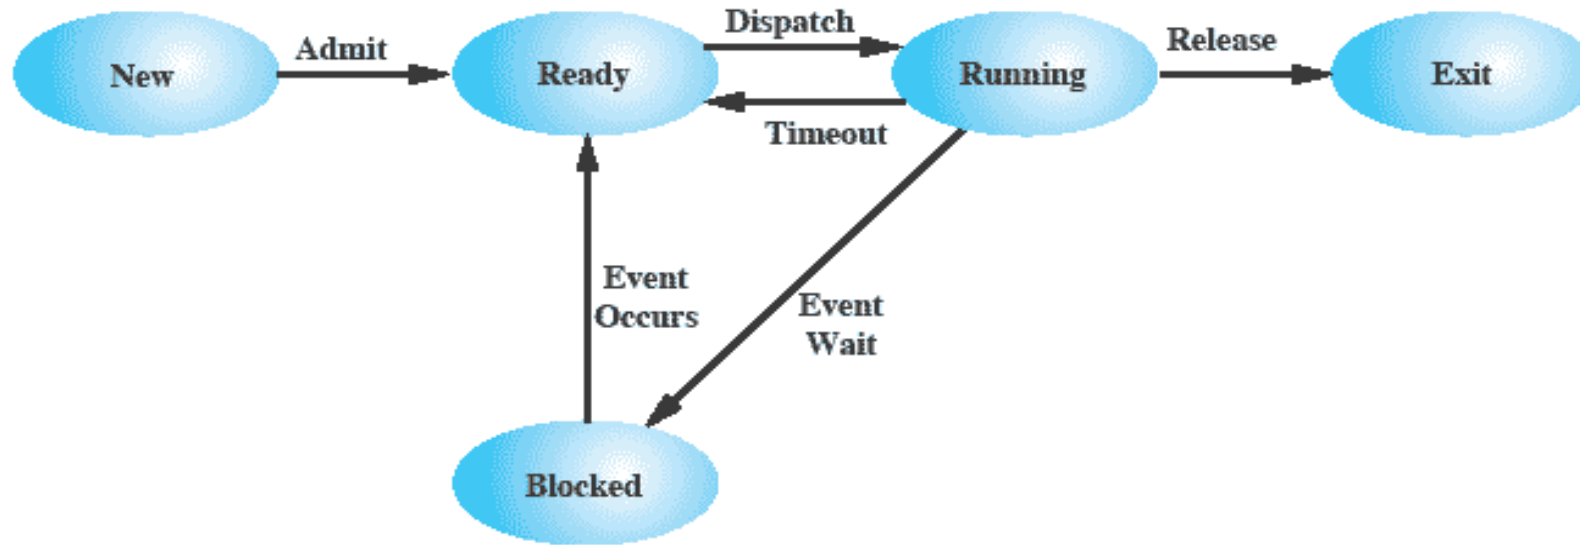 Dispatch
Admit
Release
New
Ready
Running
Exit
Timeout
Event
Occurs
Event
Wait
Blocked